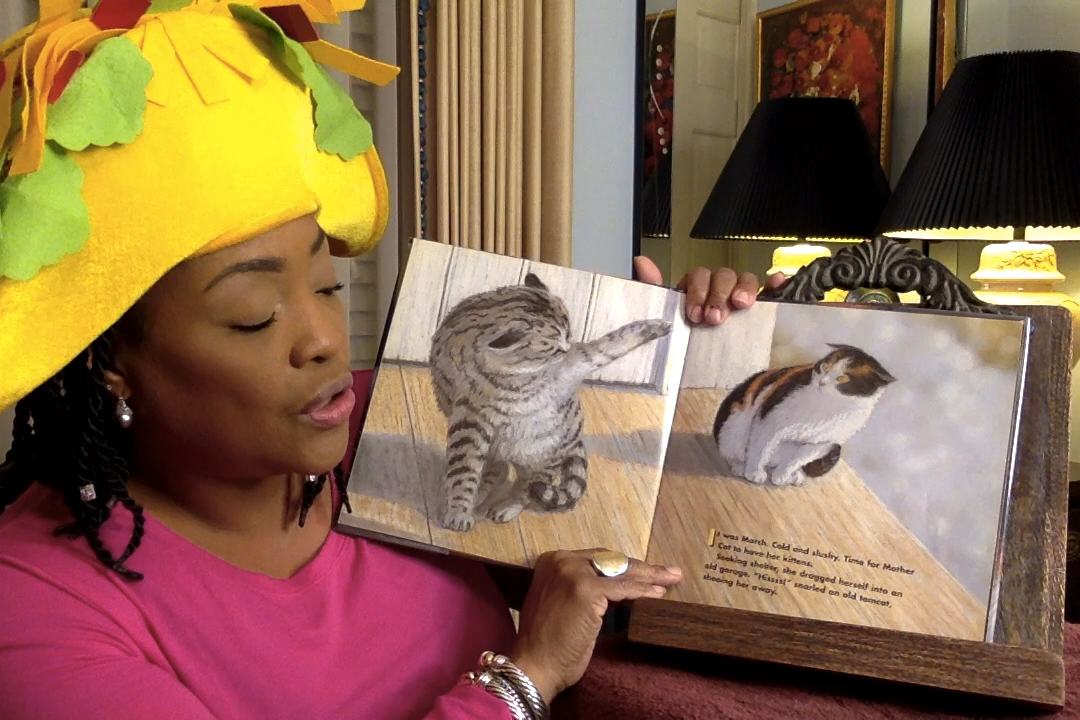 It was March. Cold and slushy. Time for Mother
Cat to have her kittens.
Seeking shelter, she dragged herself into an
old garage. "Hissss!" snarled an old tomcat,
shooing her away.